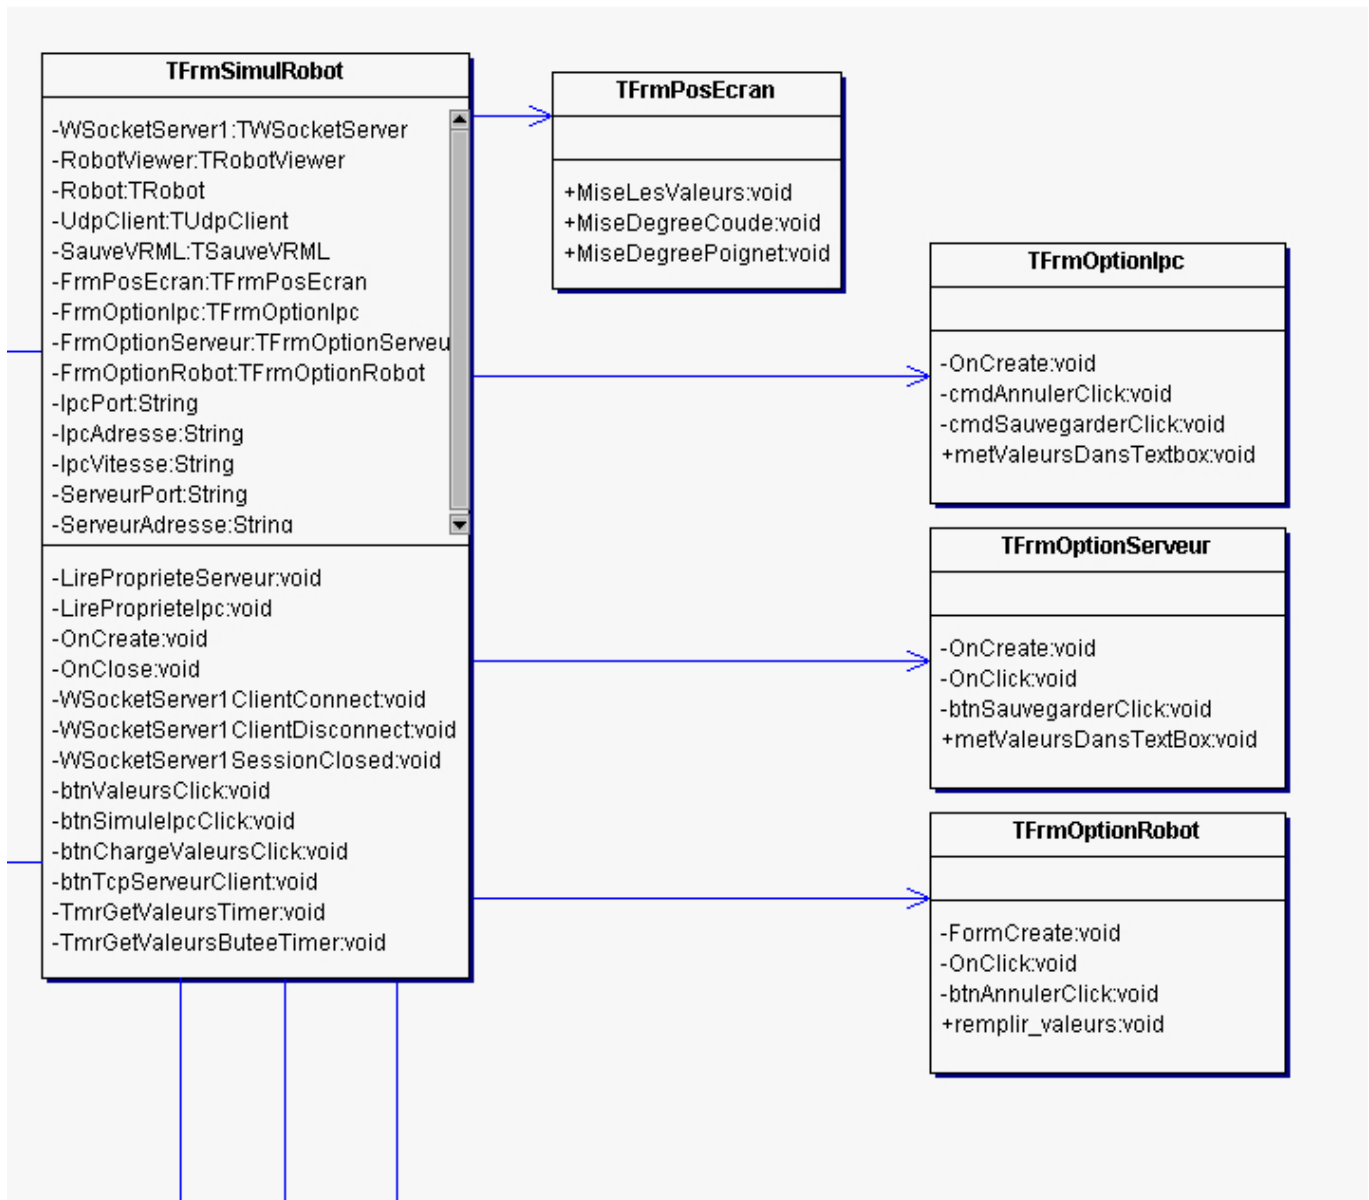 TFrmSimulRobot
-WSocketServer1:TWSocketServer
-RobotViewer:TRobotViewer
-Robot:TRobot
-UdpClient:TUdpClient
-SauveVRML:TSauveVRML
-FrmPosEcran:TFrmPosEcran
-FrmOptionIpc:TFrmOptionIpc
-FrmOptionServeur:TFrmOptionServeu
-FrmOptionRobot:TFrmOptionRobot
-IpcPort:String
-IpcAdresse:String
-IpcVitesse:String
-ServeurPort:String
-ServeurAdresse:String
-LireProprieteServeur:void
-LireProprieteIpc:void
-OnCreate:void
-OnClose:void
-WSocketServer1ClientConnect:void
-WSocketServer1ClientDisconnect:void
-WSocketServer1SessionClosed:void
-btnValeursClick:void
-btnSimuleIpcClick:void
-btnChargeValeursClick:void
-btnTcpServeurClient:void
-TmrGetValeursTimer:void
-TmrGetValeursButeeTimer:void
TFrmPosEcran
+MiseLesValeurs:void
+MiseDegreeCoude:void
+MiseDegreePoignet:void
TFrmOptionIpc
-OnCreate:void
-cmdAnnulerClick:void
-cmdSauvegarderClick:void
+metValeursDansTextbox:void
TFrmOptionServeur
-OnCreate:void
-OnClick:void
-btnSauvegarderClick:void
+metValeursDansTextBox:void
TFrmOptionRobot
-FormCreate:void
-OnClick:void
-btnAnnulerClick:void
+remplir_valeurs:void